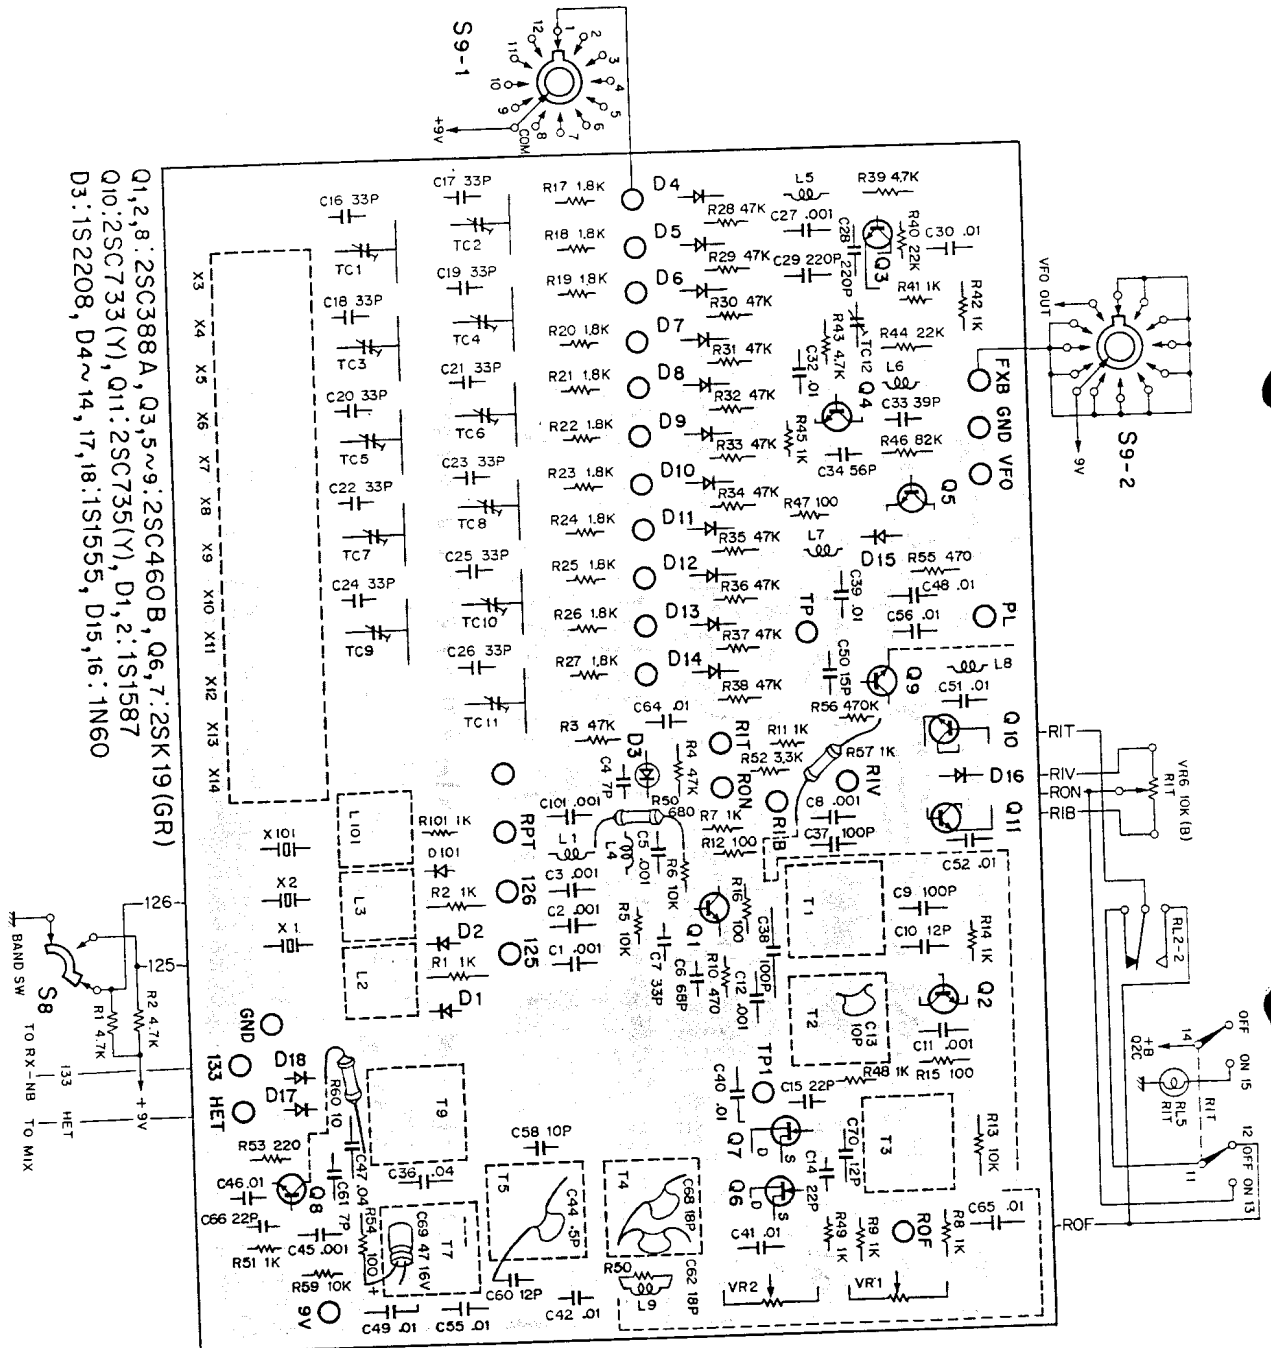 S9-1
1
2
3
4
5
6
7
8
9
10
11
12
COM
+9V
Q1,2,8:2SC388A, Q3,5~9:2SC460B, Q6,7:2SK19(GR)
Q10:2SC733(Y), Q11:2SC735(Y), D1,2:1S1587
D3:1S2208, D4~14,17,18:1S1555, D15,16:1N60
C16 33P
TC1
C17 33P
TC2
C18 33P
TC3
C19 33P
TC4
C20 33P
TC5
C21 33P
TC6
C22 33P
TC7
C23 33P
TC8
C24 33P
TC9
C25 33P
TC10
C26 33P
TC11
X3
X4
X5
X6
X7
X8
X9
X10
X11
X12
X13
X14
R17 1.8K
R18 1.8K
R19 1.8K
R20 1.8K
R21 1.8K
R22 1.8K
R23 1.8K
R24 1.8K
R25 1.8K
R26 1.8K
R27 1.8K
D4
D5
D6
D7
D8
D9
D10
D11
D12
D13
D14
R28 47K
R29 47K
R30 47K
R31 47K
R32 47K
R33 47K
R34 47K
R35 47K
R36 47K
R37 47K
R38 47K
L5
C27 .001
C28 220P
C29 220P
R39 4.7K
Q3
R40 22K
C30 .01
R41 1K
R42 1K
R43 4.7K
TC12
R44 22K
L6
C32 .01
Q4
C33 39P
R45 1K
R46 82K
C34 56P
Q5
R47 100
L7
D15
R55 470
C39 .01
C48 .01
C56 .01
TP
PL
C50 15P
Q9
L8
C51 .01
R56 470K
Q10
D16
Q11
C52 .01
FXB
GND
VFO
VFO OUT
S9-2
9V
RIT
RIV
RON
RIB
VR6 10K (B)
RIT
RL2-2
OFF
ON 15
14
+B
Q2C
RL5
RIT
RIT
12
OFF
ON 13
11
ROF
R3 47K
C64 .01
D3
R4 47K
C4 7P
RIT
RON
R11 1K
R52 3.3K
R57 1K
RIV
RIB
C8 .001
C37 100P
R7 1K
R12 100
R50
680
C101 .001
L1
L4
C5 .001
R6 10K
R5 10K
C3 .001
C2 .001
C1 .001
C7 33P
C6 68P
Q1
R16 100
R10 470
C38 100P
C12 .001
T1
C9 100P
C10 12P
R14 1K
T2
C13 10P
Q2
C11 .001
R15 100
R48 1K
C15 22P
TP1
C40 .01
Q7
D
S
Q6
D
S
C70 12P
C14 22P
T3
R13 10K
C65 .01
R49 1K
R9 1K
ROF
R8 1K
C41 .01
VR2
VR1
RPT
126
125
L101
L3
L2
R101 1K
D101
R2 1K
D2
R1 1K
D1
X101
X2
X1
126
125
S8
BAND SW
R1 4.7K
R2 4.7K
+9V
GND
133
HET
133
TO RX-NB
HET
TO MIX
D18
D17
R60 10
T9
R53 220
C47 .04
C61 7P
C46 .01
Q8
C66 22P
R51 1K
C45 .001
R54 100
R59 10K
9V
C36 .04
C69 47 16V
+
T7
C49 .01
C55 .01
C58 10P
T5
C44 .5P
C60 12P
C42 .01
T4
C68 18P
C62 18P
R50
L9